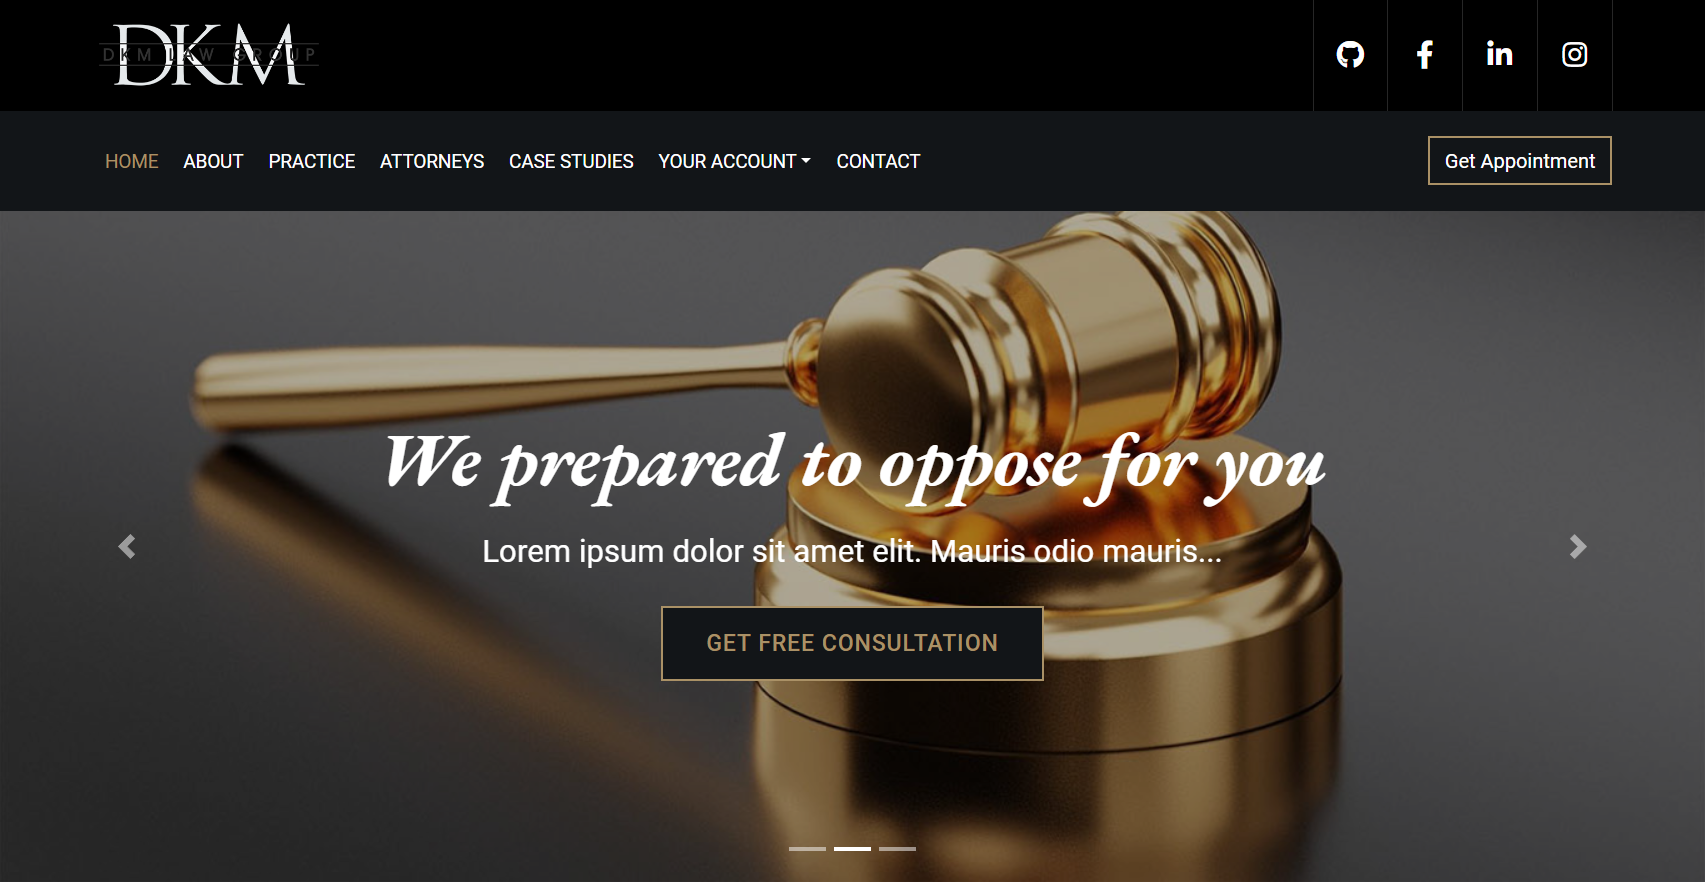 DKM
DKM LAW GROUP
HOME ABOUT PRACTICE ATTORNEYS CASE STUDIES YOUR ACCOUNT CONTACT
Get Appointment
We prepared to oppose for you
Lorem ipsum dolor sit amet elit. Mauris odio mauris...
GET FREE CONSULTATION